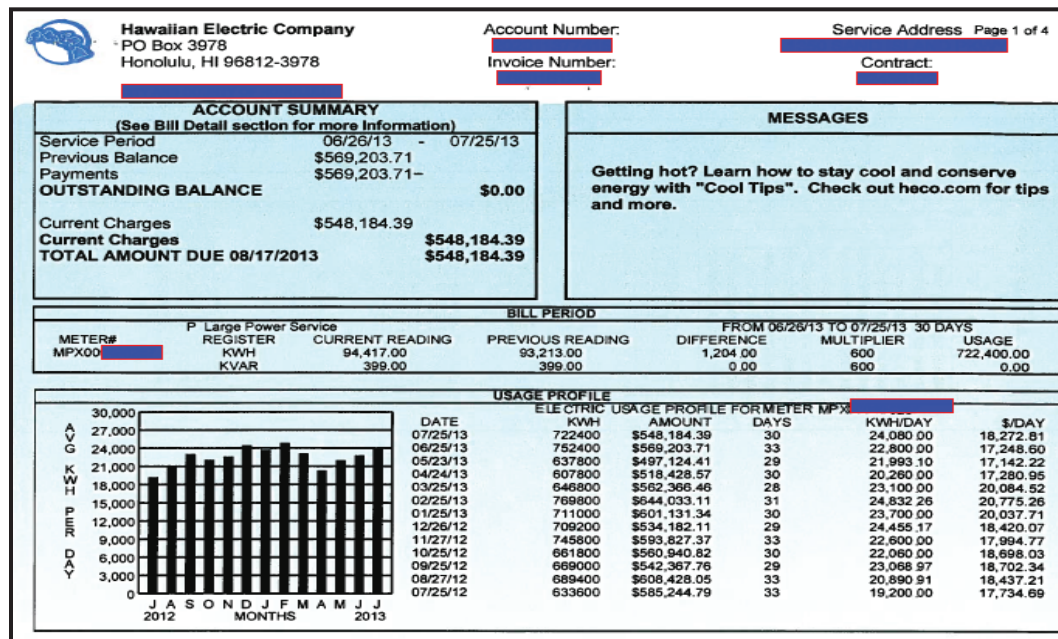 Hawaiian Electric Company
PO Box 3978
Honolulu, HI 96812-3978
Account Number:
Invoice Number:
Service Address Page 1 of 4
Contract:
ACCOUNT SUMMARY
(See Bill Detail section for more Information)
Service Period 06/26/13 - 07/25/13
Previous Balance $569,203.71
Payments $569,203.71-
OUTSTANDING BALANCE $0.00
Current Charges $548,184.39
Current Charges $548,184.39
TOTAL AMOUNT DUE 08/17/2013 $548,184.39
MESSAGES
Getting hot? Learn how to stay cool and conserve
energy with "Cool Tips". Check out heco.com for tips
and more.
BILL PERIOD
P Large Power Service FROM 06/26/13 TO 07/25/13 30 DAYS
METER# REGISTER CURRENT READING PREVIOUS READING DIFFERENCE MULTIPLIER USAGE
MPX00 KWH 94,417.00 93,213.00 1,204.00 600 722,400.00
KVAR 399.00 399.00 0.00 600 0.00
USAGE PROFILE
ELECTRIC USAGE PROFILE FOR METER MPX
AVG KWH PER DAY
30,000
27,000
24,000
21,000
18,000
15,000
12,000
9,000
6,000
3,000
0
J A S O N D J F M A M J J
2012 MONTHS 2013
DATE KWH AMOUNT DAYS KWH/DAY $/DAY
07/25/13 722400 $548,184.39 30 24,080.00 18,272.81
06/25/13 752400 $569,203.71 33 22,800.00 17,248.60
05/23/13 637800 $497,124.41 29 21,993.10 17,142.22
04/24/13 607800 $518,428.57 30 20,260.00 17,280.95
03/25/13 646800 $562,366.46 28 23,100.00 20,084.52
02/25/13 769800 $644,033.11 31 24,832.26 20,775.26
01/25/13 711000 $601,131.34 30 23,700.00 20,037.71
12/26/12 709200 $534,182.11 29 24,455.17 18,420.07
11/27/12 745800 $593,827.37 33 22,600.00 17,994.77
10/25/12 661800 $560,940.82 30 22,060.00 18,698.03
09/25/12 669000 $542,367.76 29 23,068.97 18,702.34
08/27/12 689400 $608,428.05 33 20,890.91 18,437.21
07/25/12 633600 $585,244.79 33 19,200.00 17,734.69